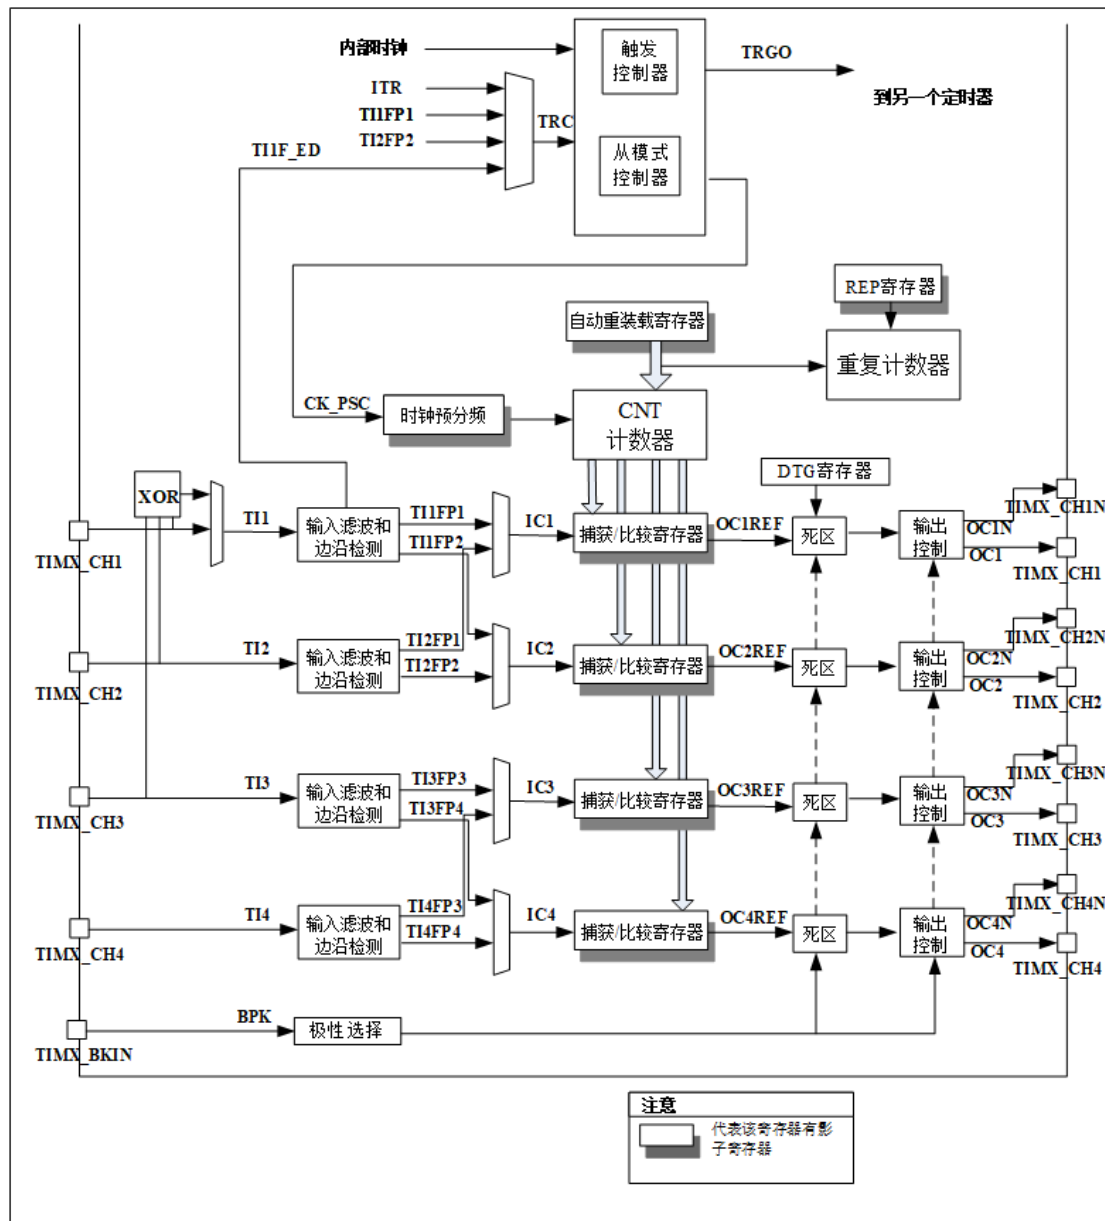 内部时钟
ITR
TI1FP1
TI2FP2
TI1F_ED
TRC
触发
控制器
从模式
控制器
TRGO
到另一个定时器
REP寄存器
自动重装载寄存器
重复计数器
CK_PSC
时钟预分频
CNT
计数器
DTG寄存器
XOR
TIMX_CH1
TI1
输入滤波和
边沿检测
TI1FP1
TI1FP2
IC1
捕获/比较寄存器
OC1REF
死区
输出
控制
OC1N
OC1
TIMX_CH1N
TIMX_CH1
TIMX_CH2
TI2
输入滤波和
边沿检测
TI2FP1
TI2FP2
IC2
捕获/比较寄存器
OC2REF
死区
输出
控制
OC2N
OC2
TIMX_CH2N
TIMX_CH2
TIMX_CH3
TI3
输入滤波和
边沿检测
TI3FP3
TI3FP4
IC3
捕获/比较寄存器
OC3REF
死区
输出
控制
OC3N
OC3
TIMX_CH3N
TIMX_CH3
TIMX_CH4
TI4
输入滤波和
边沿检测
TI4FP3
TI4FP4
IC4
捕获/比较寄存器
OC4REF
死区
输出
控制
OC4N
OC4
TIMX_CH4N
TIMX_CH4
TIMX_BKIN
BPK
极性选择
注意
代表该寄存器有影
子寄存器